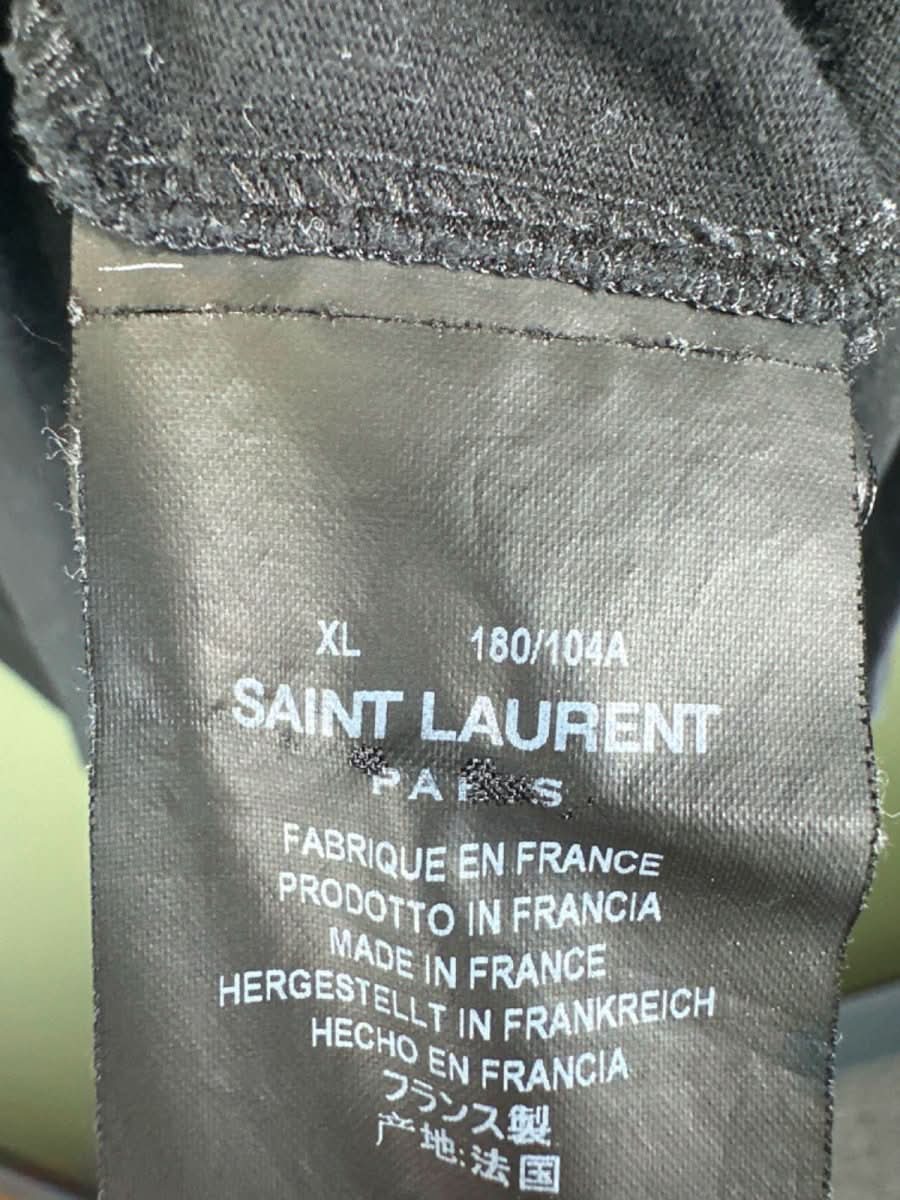 XL 180/104A
SAINT LAURENT
PARIS
FABRIQUE EN FRANCE
PRODOTTO IN FRANCIA
MADE IN FRANCE
HERGESTELLT IN FRANKREICH
HECHO EN FRANCIA
フランス製
产地:法国